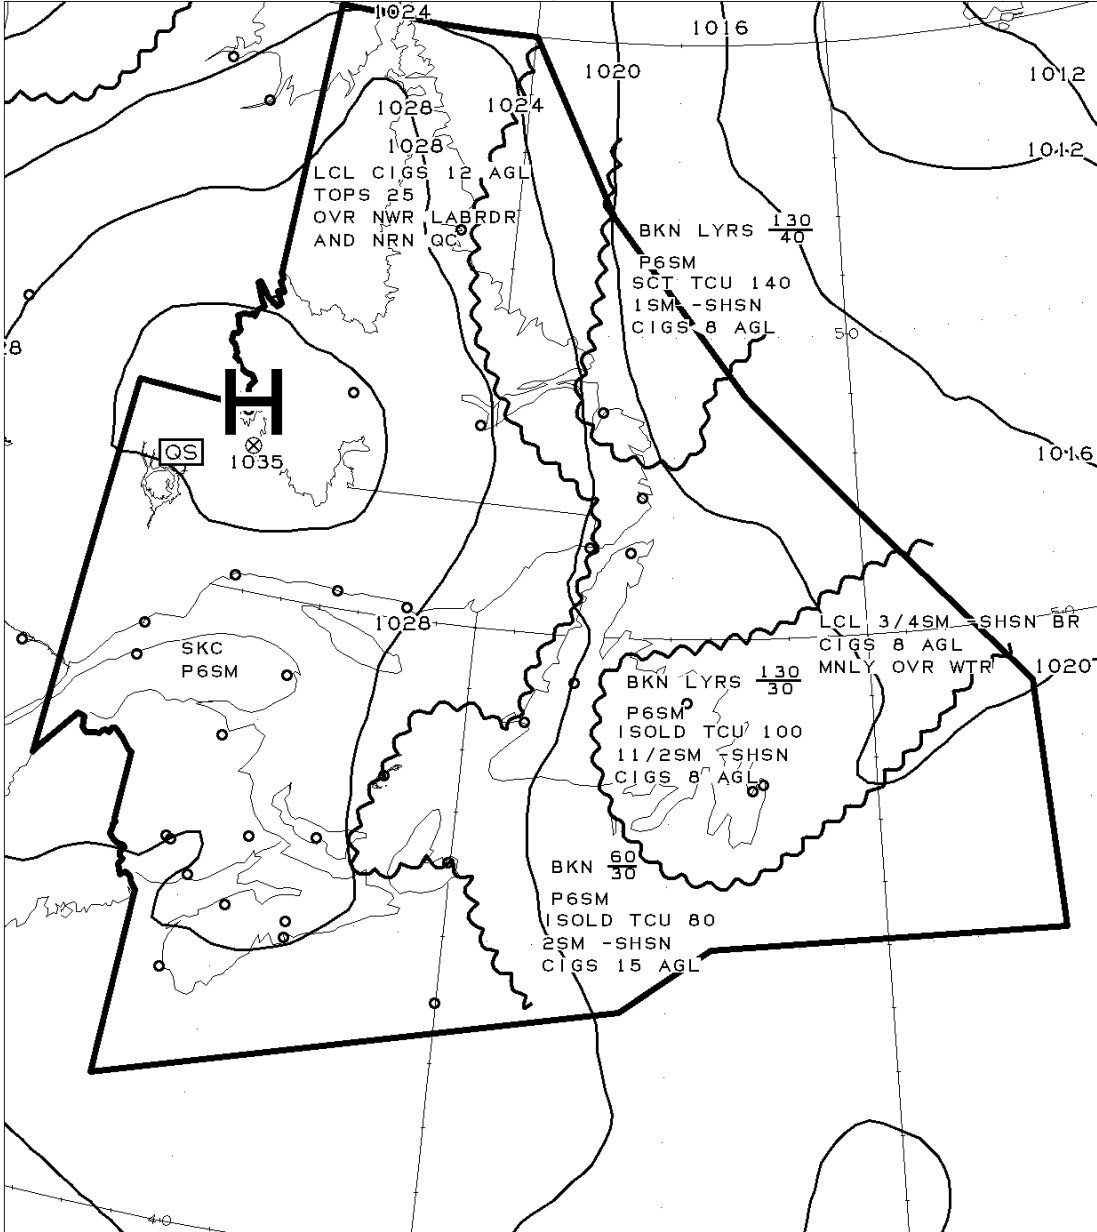 1024
1016
1020
1012
1028
1024
1028
1012
LCL CIGS 12 AGL
TOPS 25
OVR NWR LABRDR
AND NRN QC
BKN LYRS 130
40
P6SM
SCT TCU 140
1SM -SHSN
CIGS 8 AGL
50
28
H
QS
1035
1016
1028
SKC
P6SM
50
LCL 3/4SM -SHSN BR
CIGS 8 AGL
MNLY OVR WTR
1020
BKN LYRS 130
30
P6SM
ISOLD TCU 100
11/2SM -SHSN
CIGS 8 AGL
BKN 60
30
P6SM
ISOLD TCU 80
2SM -SHSN
CIGS 15 AGL
40